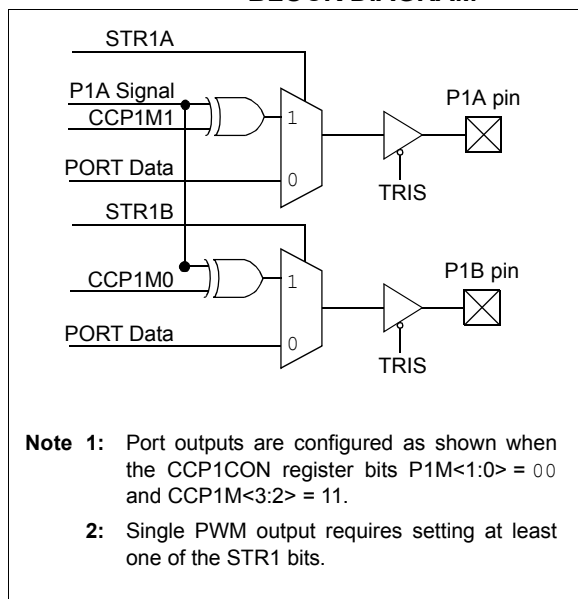 STR1A
P1A Signal
CCP1M1
P1A pin
1
PORT Data
0
TRIS
STR1B
P1B pin
CCP1M0
1
PORT Data
0
TRIS
Note 1: Port outputs are configured as shown when
the CCP1CON register bits P1M<1:0> = 00
and CCP1M<3:2> = 11.
2: Single PWM output requires setting at least
one of the STR1 bits.